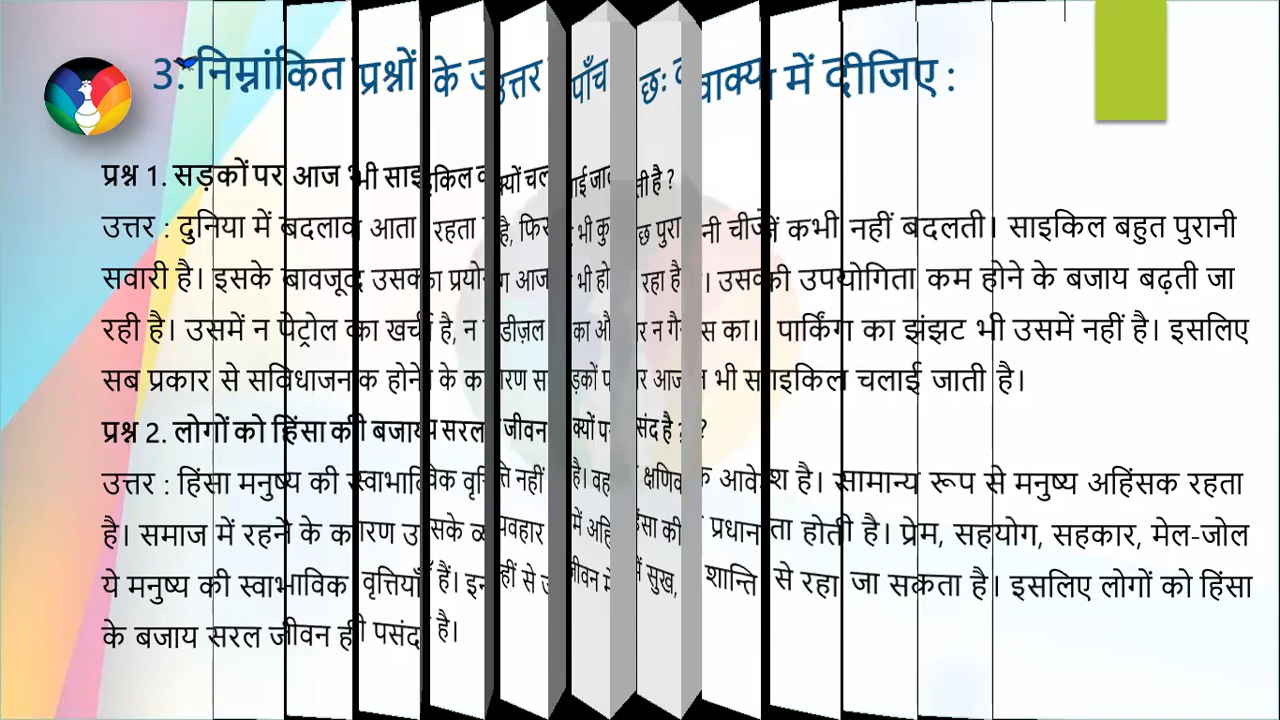 3. निम्नांकित प्रश्नों के उत्तर पाँच छः वाक्य में दीजिए :
प्रश्न 1. सड़कों पर आज भी साइकिल क्यों चलाई जाती है ?
उत्तर : दुनिया में बदलाव आता रहता है, फिर भी कुछ पुरानी चीजें कभी नहीं बदलती। साइकिल बहुत पुरानी
सवारी है। इसके बावजूद उसका प्रयोग आज भी हो रहा है। उसकी उपयोगिता कम होने के बजाय बढ़ती जा
रही है। उसमें न पेट्रोल का खर्च है, न डीज़ल का और न गैस का। पार्किंग का झंझट भी उसमें नहीं है। इसलिए
सब प्रकार से सविधाजनक होने के कारण सड़कों पर आज भी साइकिल चलाई जाती है।
प्रश्न 2. लोगों को हिंसा की बजाय सरल जीवन क्यों पसंद है ? ?
उत्तर : हिंसा मनुष्य की स्वाभाविक वृत्ति नहीं है। वह क्षणिक आवेश है। सामान्य रूप से मनुष्य अहिंसक रहता
है। समाज में रहने के कारण उसके व्यवहार में अहिंसा की प्रधानता होती है। प्रेम, सहयोग, सहकार, मेल-जोल
ये मनुष्य की स्वाभाविक वृत्तियाँ हैं। इन्हीं से जीवन में सुख, शान्ति से रहा जा सकता है। इसलिए लोगों को हिंसा
के बजाय सरल जीवन ही पसंद है।